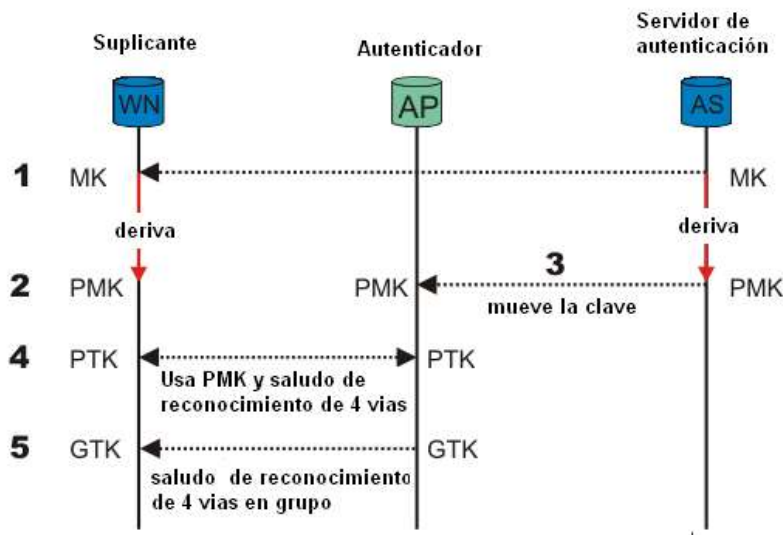 Suplicante
Autenticador
Servidor de
autenticación
WN
AP
AS
1
MK
MK
deriva
deriva
2
PMK
PMK
3
PMK
mueve la clave
4
PTK
PTK
Usa PMK y saludo de
reconocimiento de 4 vias
5
GTK
GTK
saludo de reconocimiento
de 4 vias en grupo